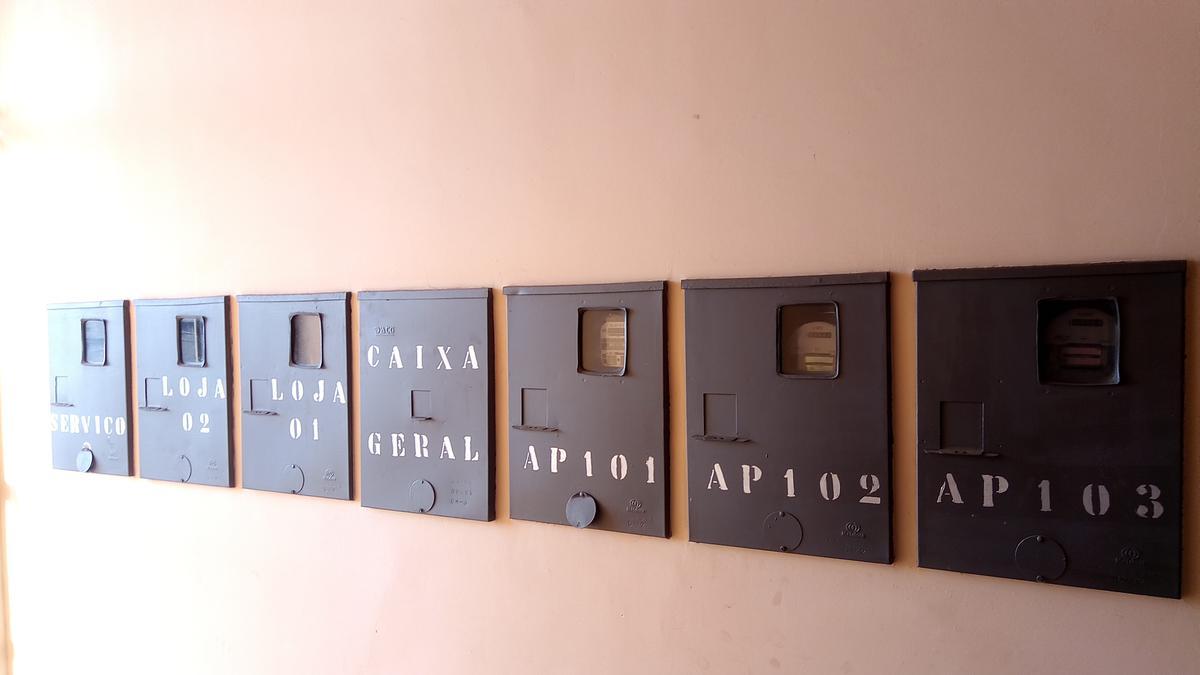 SERVICO
LOJA
02
LOJA
01
CAIXA
GERAL
AP101
AP102
AP103